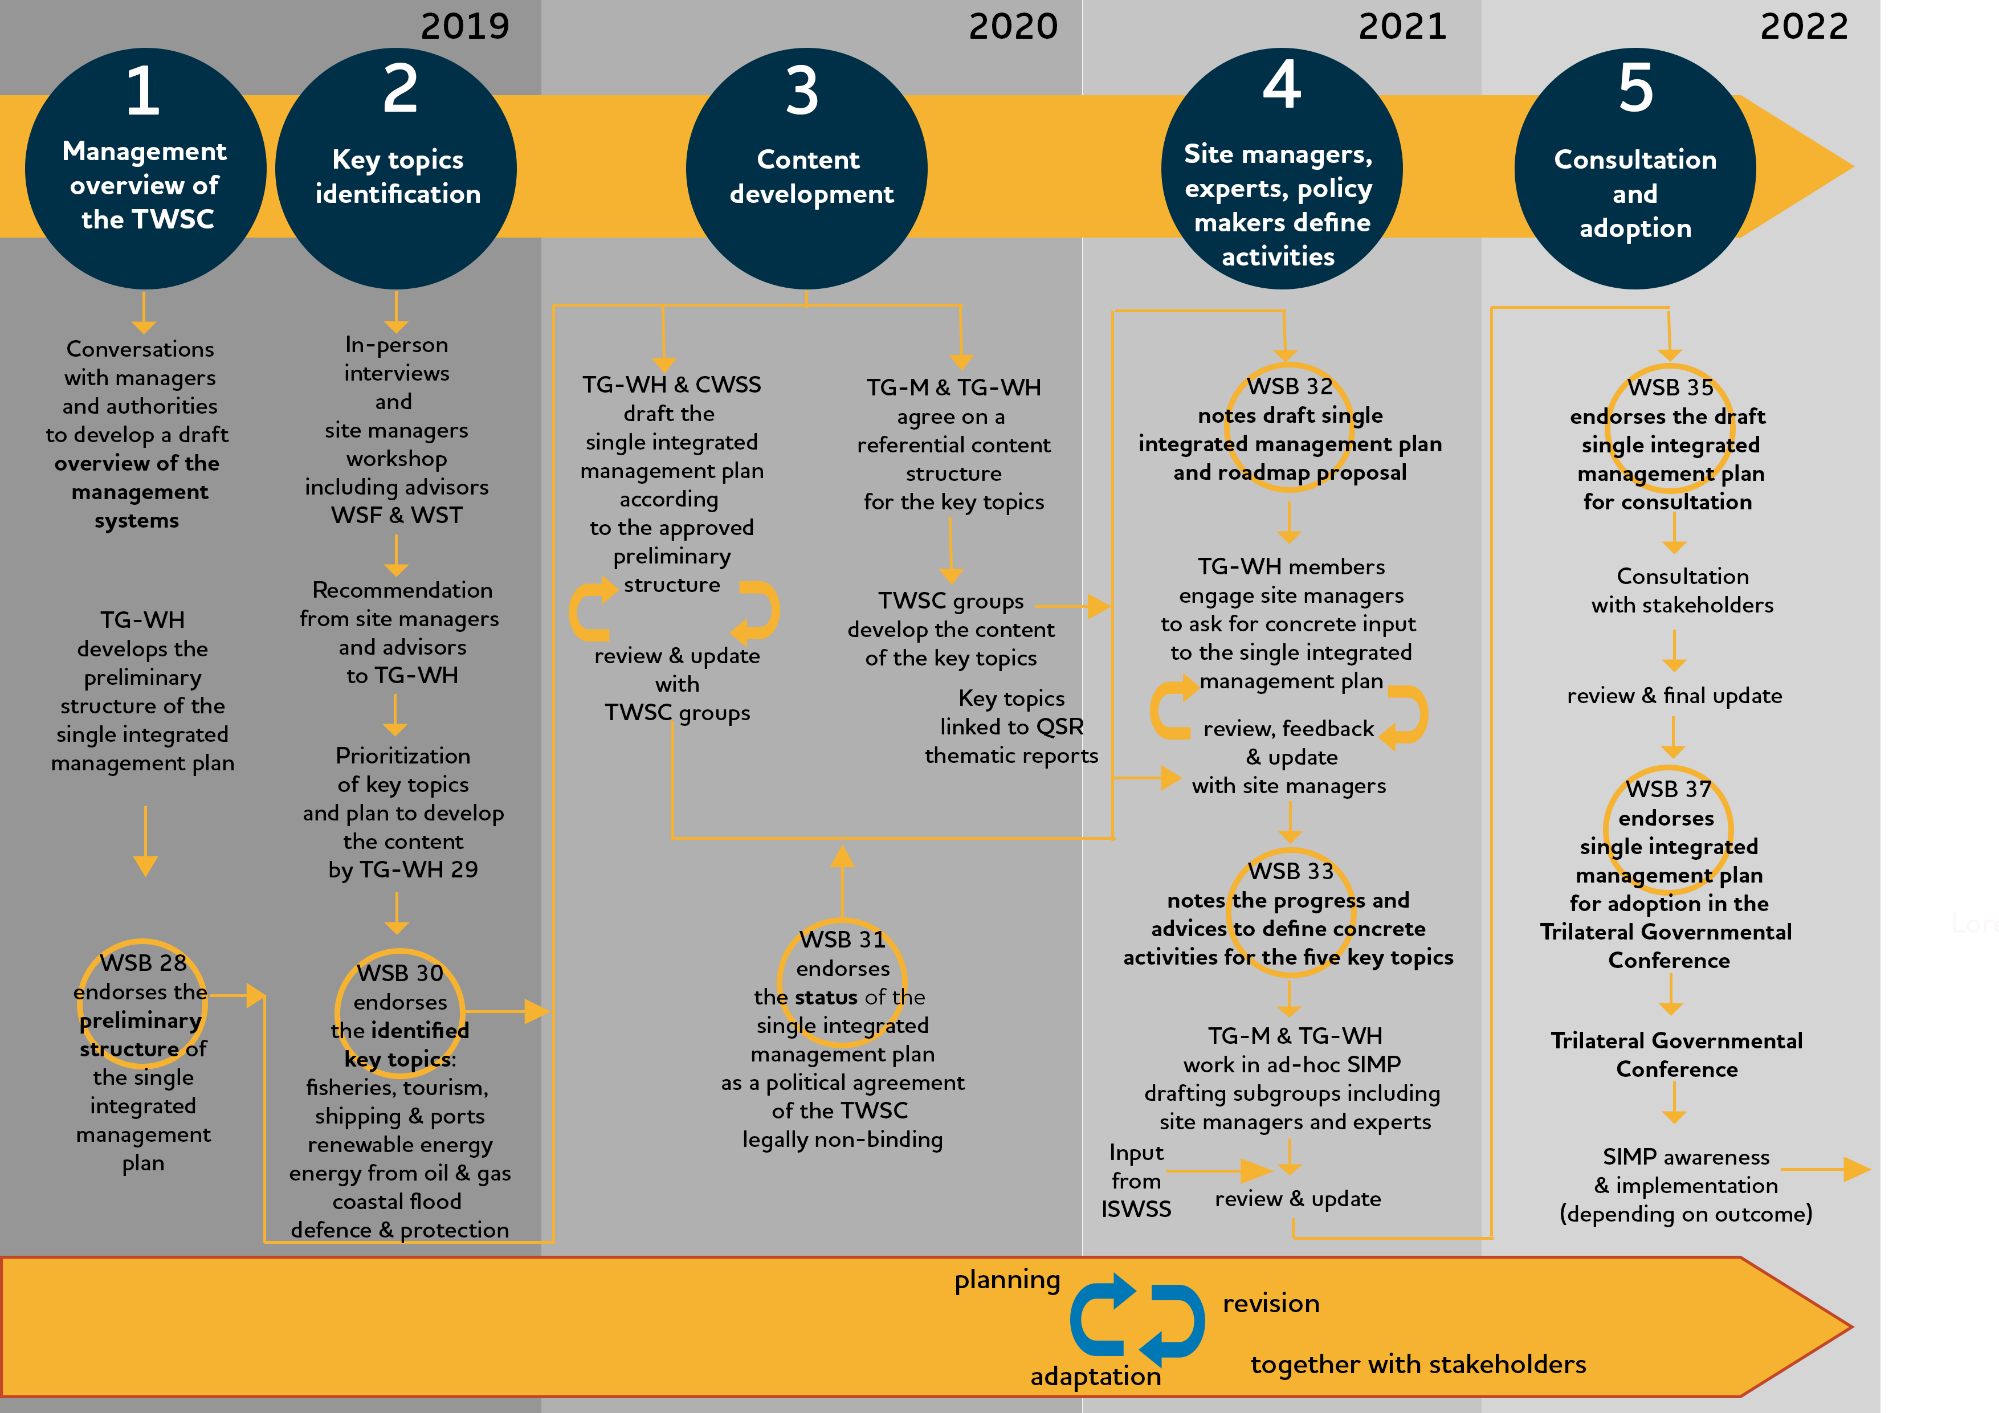 2019
2020
2021
2022
1
Management
overview of
the TWSC
2
Key topics
identification
3
Content
development
4
Site managers,
experts, policy
makers define
activities
5
Consultation
and
adoption
Conversations
with managers
and authorities
to develop a draft
overview of the
management
systems
TG-WH
develops the
preliminary
structure of the
single integrated
management plan
WSB 28
endorses the
preliminary
structure of
the single
integrated
management
plan
In-person
interviews
and
site managers
workshop
including advisors
WSF & WST
Recommendation
from site managers
and advisors
to TG-WH
Prioritization
of key topics
and plan to develop
the content
by TG-WH 29
WSB 30
endorses
the identified
key topics:
fisheries, tourism,
shipping & ports
renewable energy
energy from oil & gas
coastal flood
defence & protection
TG-WH & CWSS
draft the
single integrated
management plan
according
to the approved
preliminary
structure
review & update
with
TWSC groups
TG-M & TG-WH
agree on a
referential content
structure
for the key topics
TWSC groups
develop the content
of the key topics
Key topics
linked to QSR
thematic reports
WSB 31
endorses
the status of the
single integrated
management plan
as a political agreement
of the TWSC
legally non-binding
WSB 32
notes draft single
integrated management plan
and roadmap proposal
TG-WH members
engage site managers
to ask for concrete input
to the single integrated
management plan
review, feedback
& update
with site managers
WSB 33
notes the progress and
advices to define concrete
activities for the five key topics
TG-M & TG-WH
work in ad-hoc SIMP
drafting subgroups including
site managers and experts
Input
from
ISWSS
review & update
WSB 35
endorses the draft
single integrated
management plan
for consultation
Consultation
with stakeholders
review & final update
WSB 37
endorses
single integrated
management plan
for adoption in the
Trilateral Governmental
Conference
Trilateral Governmental
Conference
SIMP awareness
& implementation
(depending on outcome)
planning
revision
adaptation
together with stakeholders